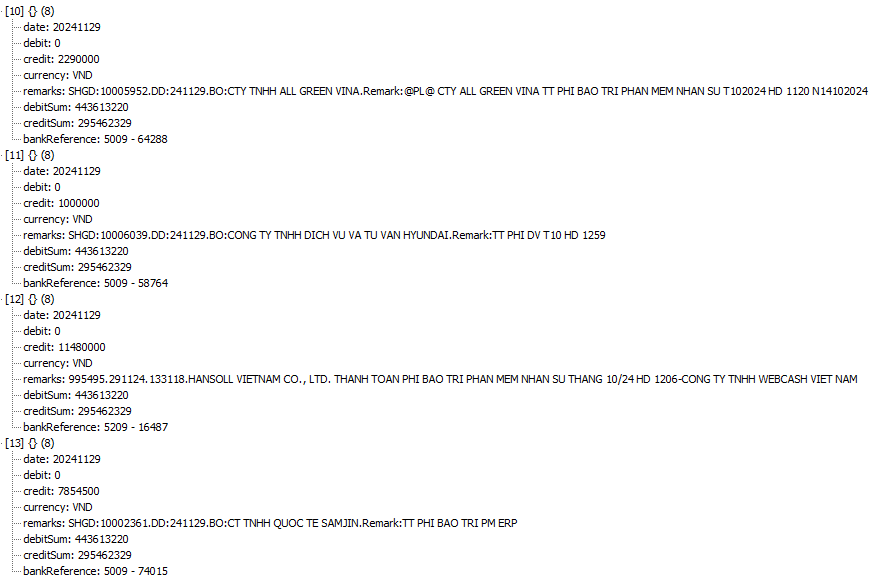 [10] {} (8)
date: 20241129
debit: 0
credit: 2290000
currency: VND
remarks: SHGD:10005952.DD:241129.BO:CTY TNHH ALL GREEN VINA.Remark:@PL@ CTY ALL GREEN VINA TT PHI BAO TRI PHAN MEM NHAN SU T102024 HD 1120 N14102024
debitSum: 443613220
creditSum: 295462329
bankReference: 5009 - 64288
[11] {} (8)
date: 20241129
debit: 0
credit: 1000000
currency: VND
remarks: SHGD:10006039.DD:241129.BO:CONG TY TNHH DICH VU VA TU VAN HYUNDAI.Remark:TT PHI DV T10 HD 1259
debitSum: 443613220
creditSum: 295462329
bankReference: 5009 - 58764
[12] {} (8)
date: 20241129
debit: 0
credit: 11480000
currency: VND
remarks: 995495.291124.133118.HANSOLL VIETNAM CO., LTD. THANH TOAN PHI BAO TRI PHAN MEM NHAN SU THANG 10/24 HD 1206-CONG TY TNHH WEBCASH VIET NAM
debitSum: 443613220
creditSum: 295462329
bankReference: 5209 - 16487
[13] {} (8)
date: 20241129
debit: 0
credit: 7854500
currency: VND
remarks: SHGD:10002361.DD:241129.BO:CT TNHH QUOC TE SAMJIN.Remark:TT PHI BAO TRI PM ERP
debitSum: 443613220
creditSum: 295462329
bankReference: 5009 - 74015